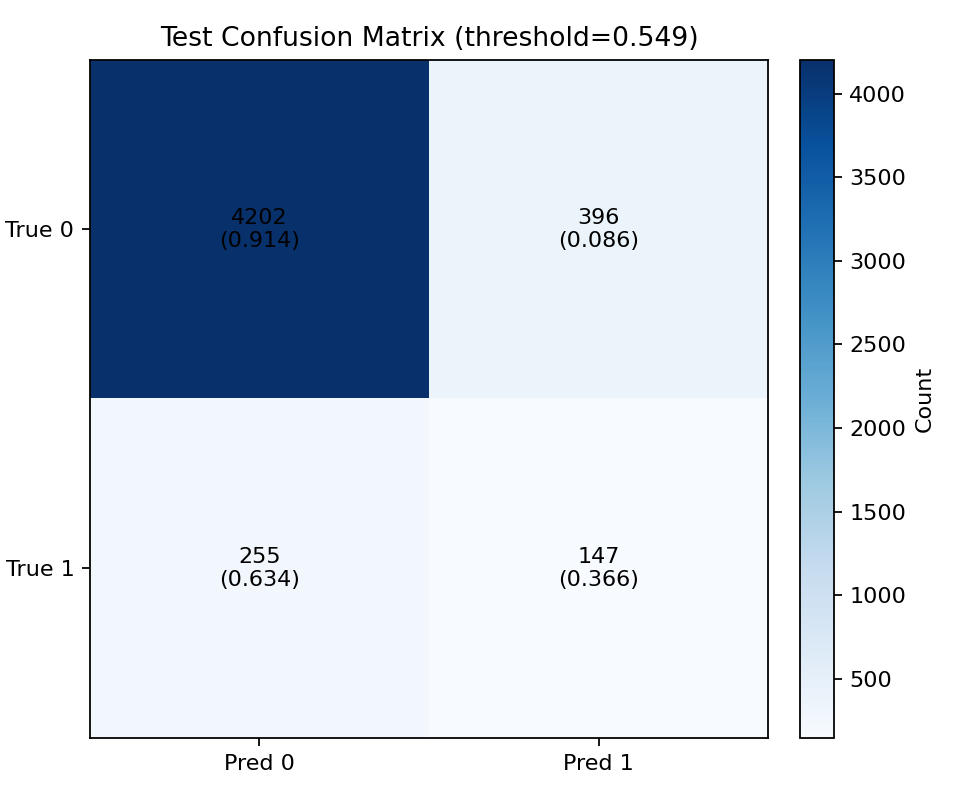 Test Confusion Matrix (threshold=0.549)
True 0
4202
(0.914)
396
(0.086)
True 1
255
(0.634)
147
(0.366)
Pred 0
Pred 1
4000
3500
3000
2500
2000
1500
1000
500
Count